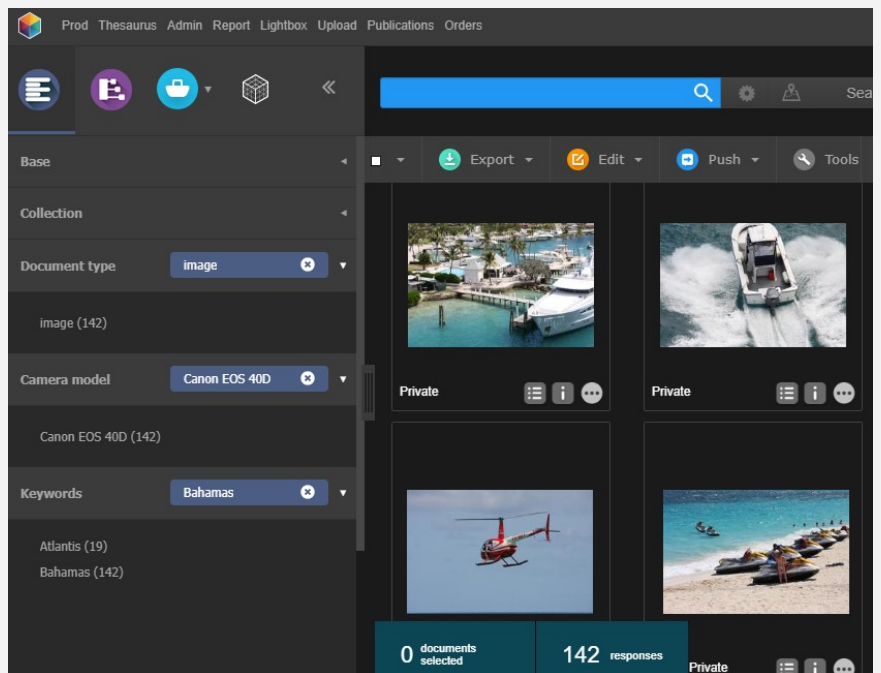 Prod Thesaurus Admin Report Lightbox Upload Publications Orders
Sea
Base
Collection
Document type image
image (142)
Camera model Canon EOS 40D
Canon EOS 40D (142)
Keywords Bahamas
Atlantis (19)
Bahamas (142)
Export Edit Push Tools
Private Private
0 documents selected 142 responses
Private